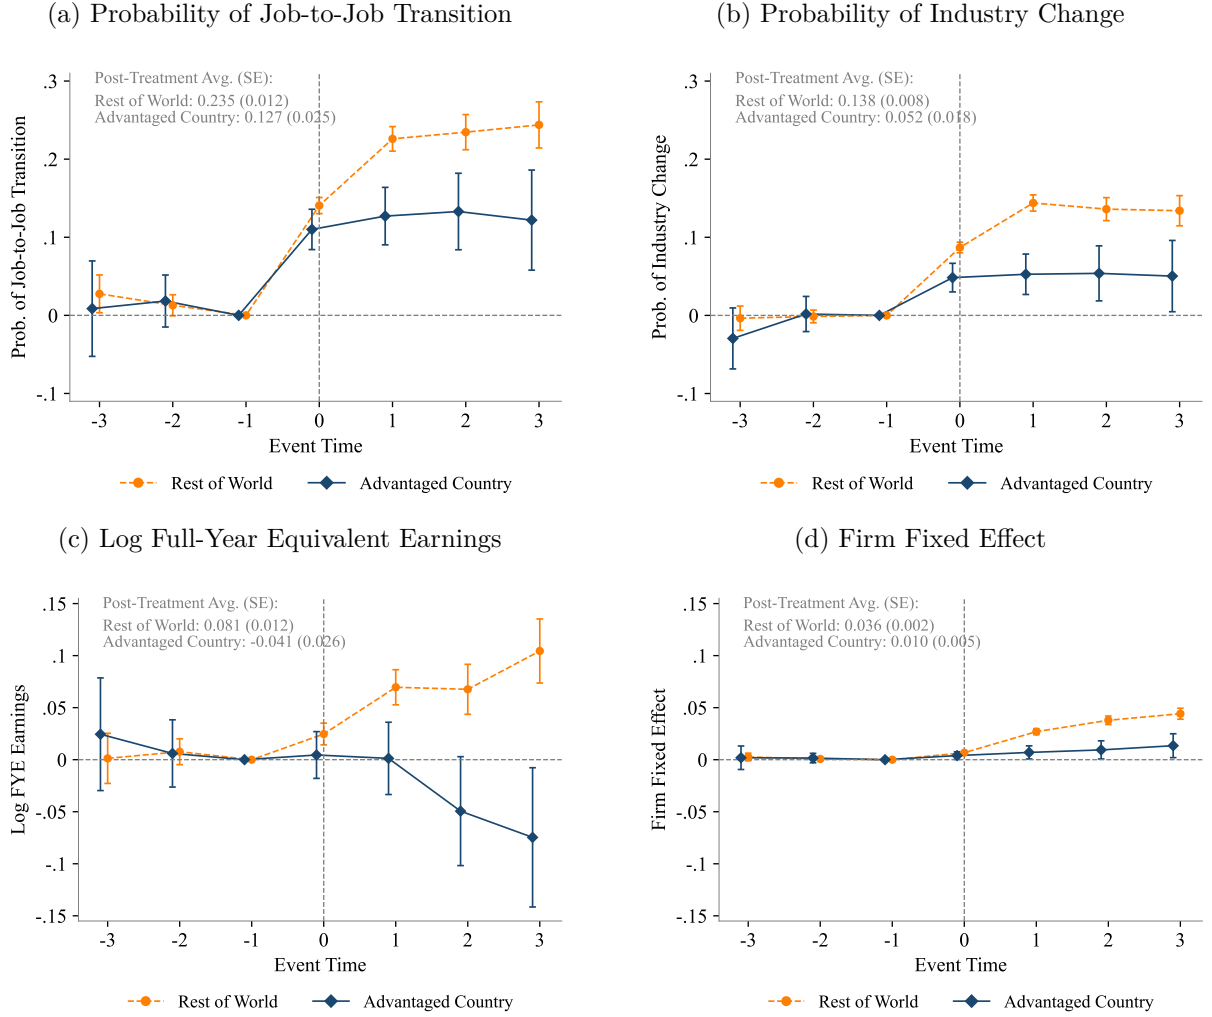 (a) Probability of Job-to-Job Transition
Post-Treatment Avg. (SE):
Rest of World: 0.235 (0.012)
Advantaged Country: 0.127 (0.025)
Prob. of Job-to-Job Transition
.3
.2
.1
0
-.1
-3 -2 -1 0 1 2 3
Event Time
Rest of World Advantaged Country
(b) Probability of Industry Change
Post-Treatment Avg. (SE):
Rest of World: 0.138 (0.008)
Advantaged Country: 0.052 (0.018)
Prob. of Industry Change
.3
.2
.1
0
-.1
-3 -2 -1 0 1 2 3
Event Time
Rest of World Advantaged Country
(c) Log Full-Year Equivalent Earnings
Post-Treatment Avg. (SE):
Rest of World: 0.081 (0.012)
Advantaged Country: -0.041 (0.026)
Log FYE Earnings
.15
.1
.05
0
-.05
-.1
-.15
-3 -2 -1 0 1 2 3
Event Time
Rest of World Advantaged Country
(d) Firm Fixed Effect
Post-Treatment Avg. (SE):
Rest of World: 0.036 (0.002)
Advantaged Country: 0.010 (0.005)
Firm Fixed Effect
.15
.1
.05
0
-.05
-.1
-.15
-3 -2 -1 0 1 2 3
Event Time
Rest of World Advantaged Country